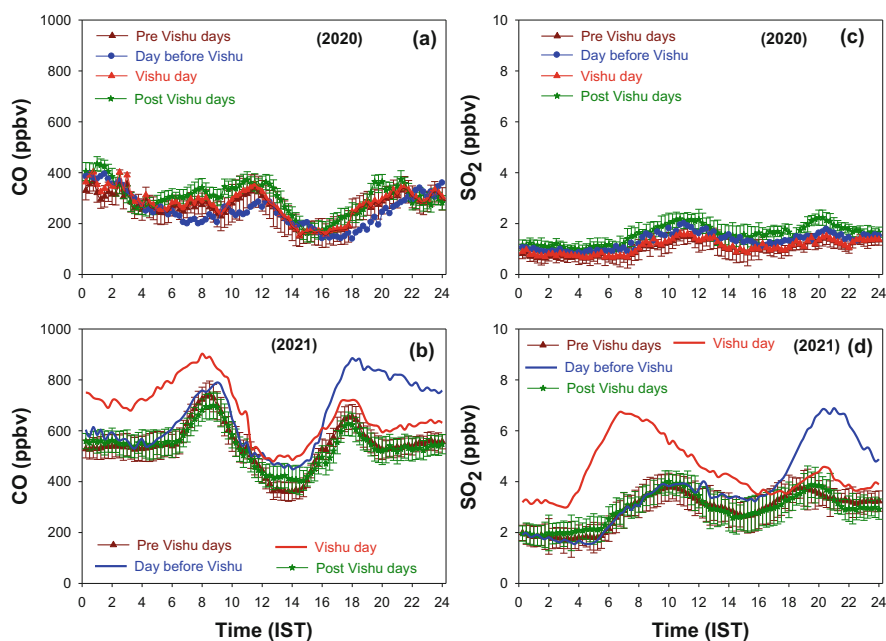 Pre Vishu days
(2020)
(a)
Day before Vishu
Vishu day
Post Vishu days
CO (ppbv)
1000
800
600
400
200
0
0 2 4 6 8 10 12 14 16 18 20 22 24
Pre Vishu days
(2020)
(c)
Day before Vishu
Vishu day
Post Vishu days
SO2 (ppbv)
10
8
6
4
2
0
0 2 4 6 8 10 12 14 16 18 20 22 24
(2021)
(b)
CO (ppbv)
1000
800
600
400
200
0
Pre Vishu days
Vishu day
Day before Vishu
Post Vishu days
0 2 4 6 8 10 12 14 16 18 20 22 24
Time (IST)
Pre Vishu days
Vishu day
(2021)
(d)
Day before Vishu
Post Vishu days
SO2 (ppbv)
10
8
6
4
2
0
0 2 4 6 8 10 12 14 16 18 20 22 24
Time (IST)